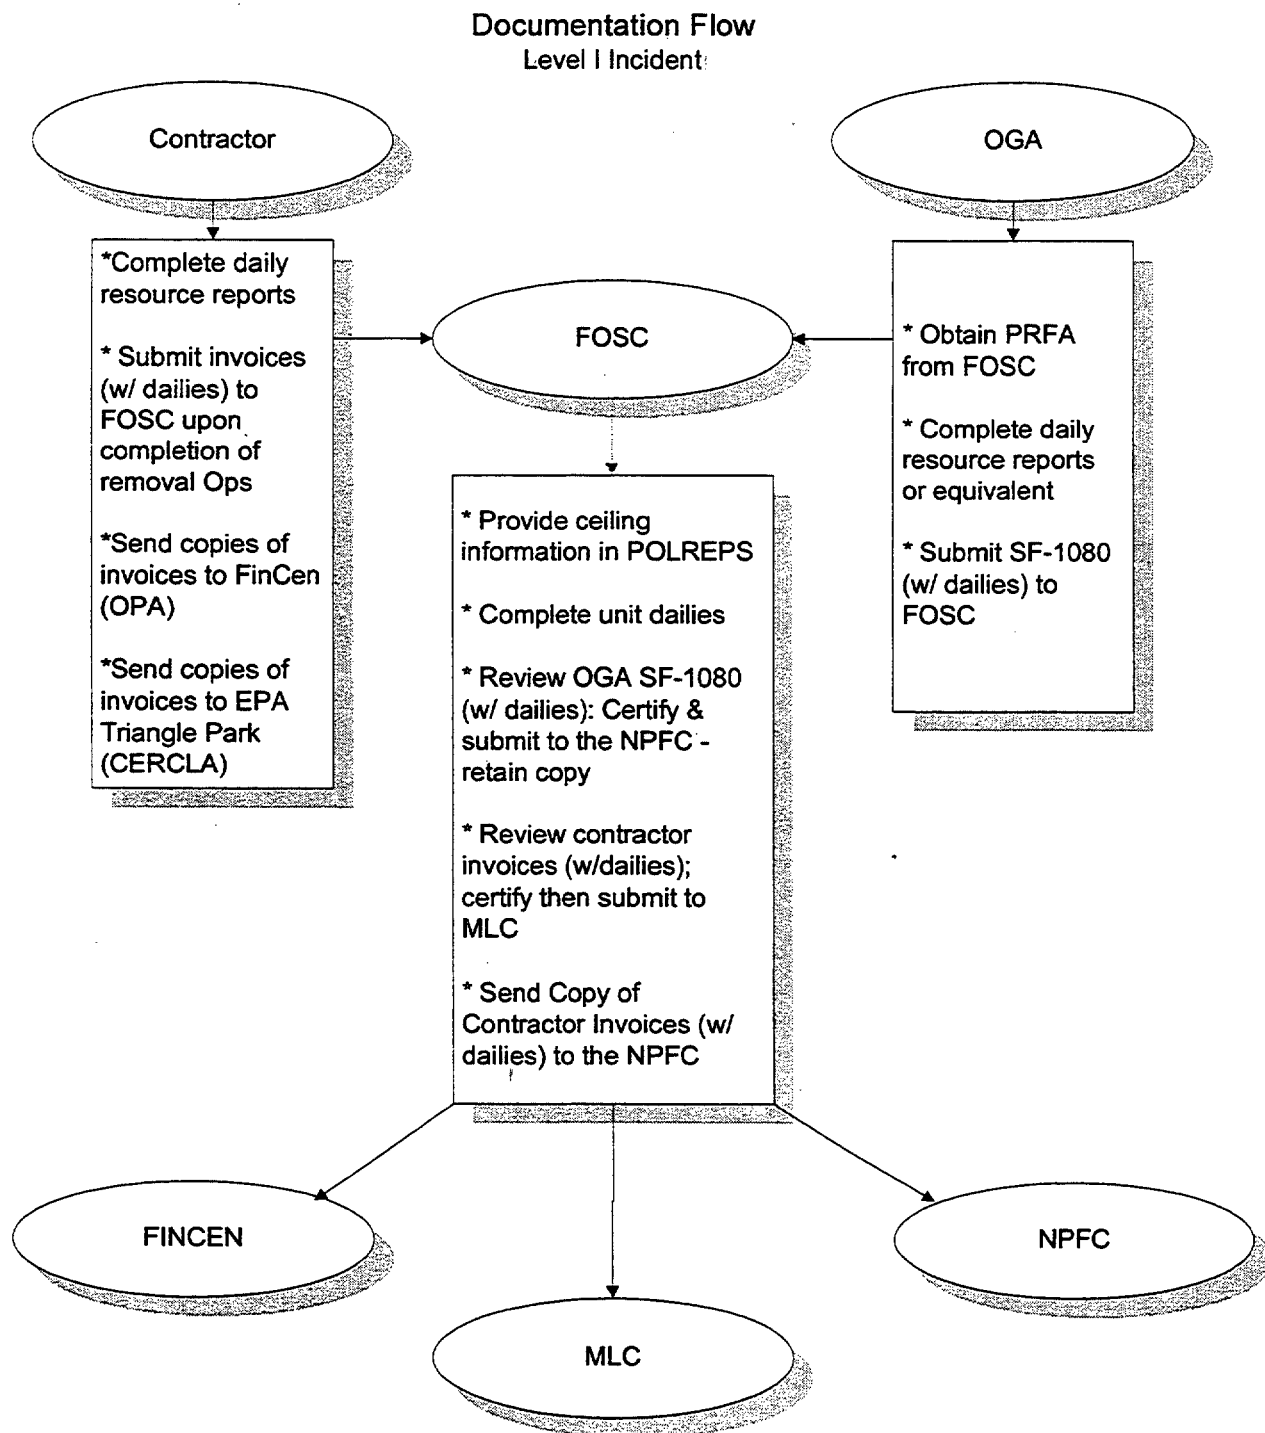 Documentation Flow
Level I Incident
Contractor
OGA
*Complete daily
resource reports
* Submit invoices
(w/ dailies) to
FOSC upon
completion of
removal Ops
*Send copies of
invoices to FinCen
(OPA)
*Send copies of
invoices to EPA
Triangle Park
(CERCLA)
FOSC
* Obtain PRFA
from FOSC
* Complete daily
resource reports
or equivalent
* Submit SF-1080
(w/ dailies) to
FOSC
* Provide ceiling
information in POLREPS
* Complete unit dailies
* Review OGA SF-1080
(w/ dailies): Certify &
submit to the NPFC -
retain copy
* Review contractor
invoices (w/dailies);
certify then submit to
MLC
* Send Copy of
Contractor Invoices (w/
dailies) to the NPFC
FINCEN
NPFC
MLC